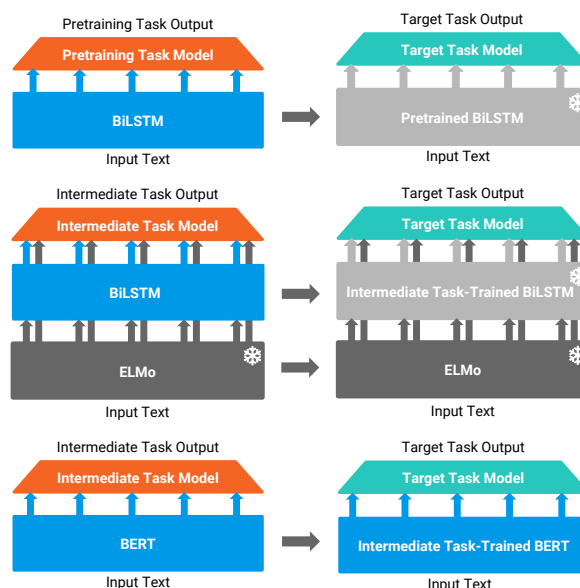 Pretraining Task Output
Target Task Output
Pretraining Task Model
Target Task Model
BiLSTM
Pretrained BiLSTM
Input Text
Input Text
Intermediate Task Output
Target Task Output
Intermediate Task Model
Target Task Model
BiLSTM
Intermediate Task-Trained BiLSTM
ELMo
ELMo
Input Text
Input Text
Intermediate Task Output
Target Task Output
Intermediate Task Model
Target Task Model
BERT
Intermediate Task-Trained BERT
Input Text
Input Text